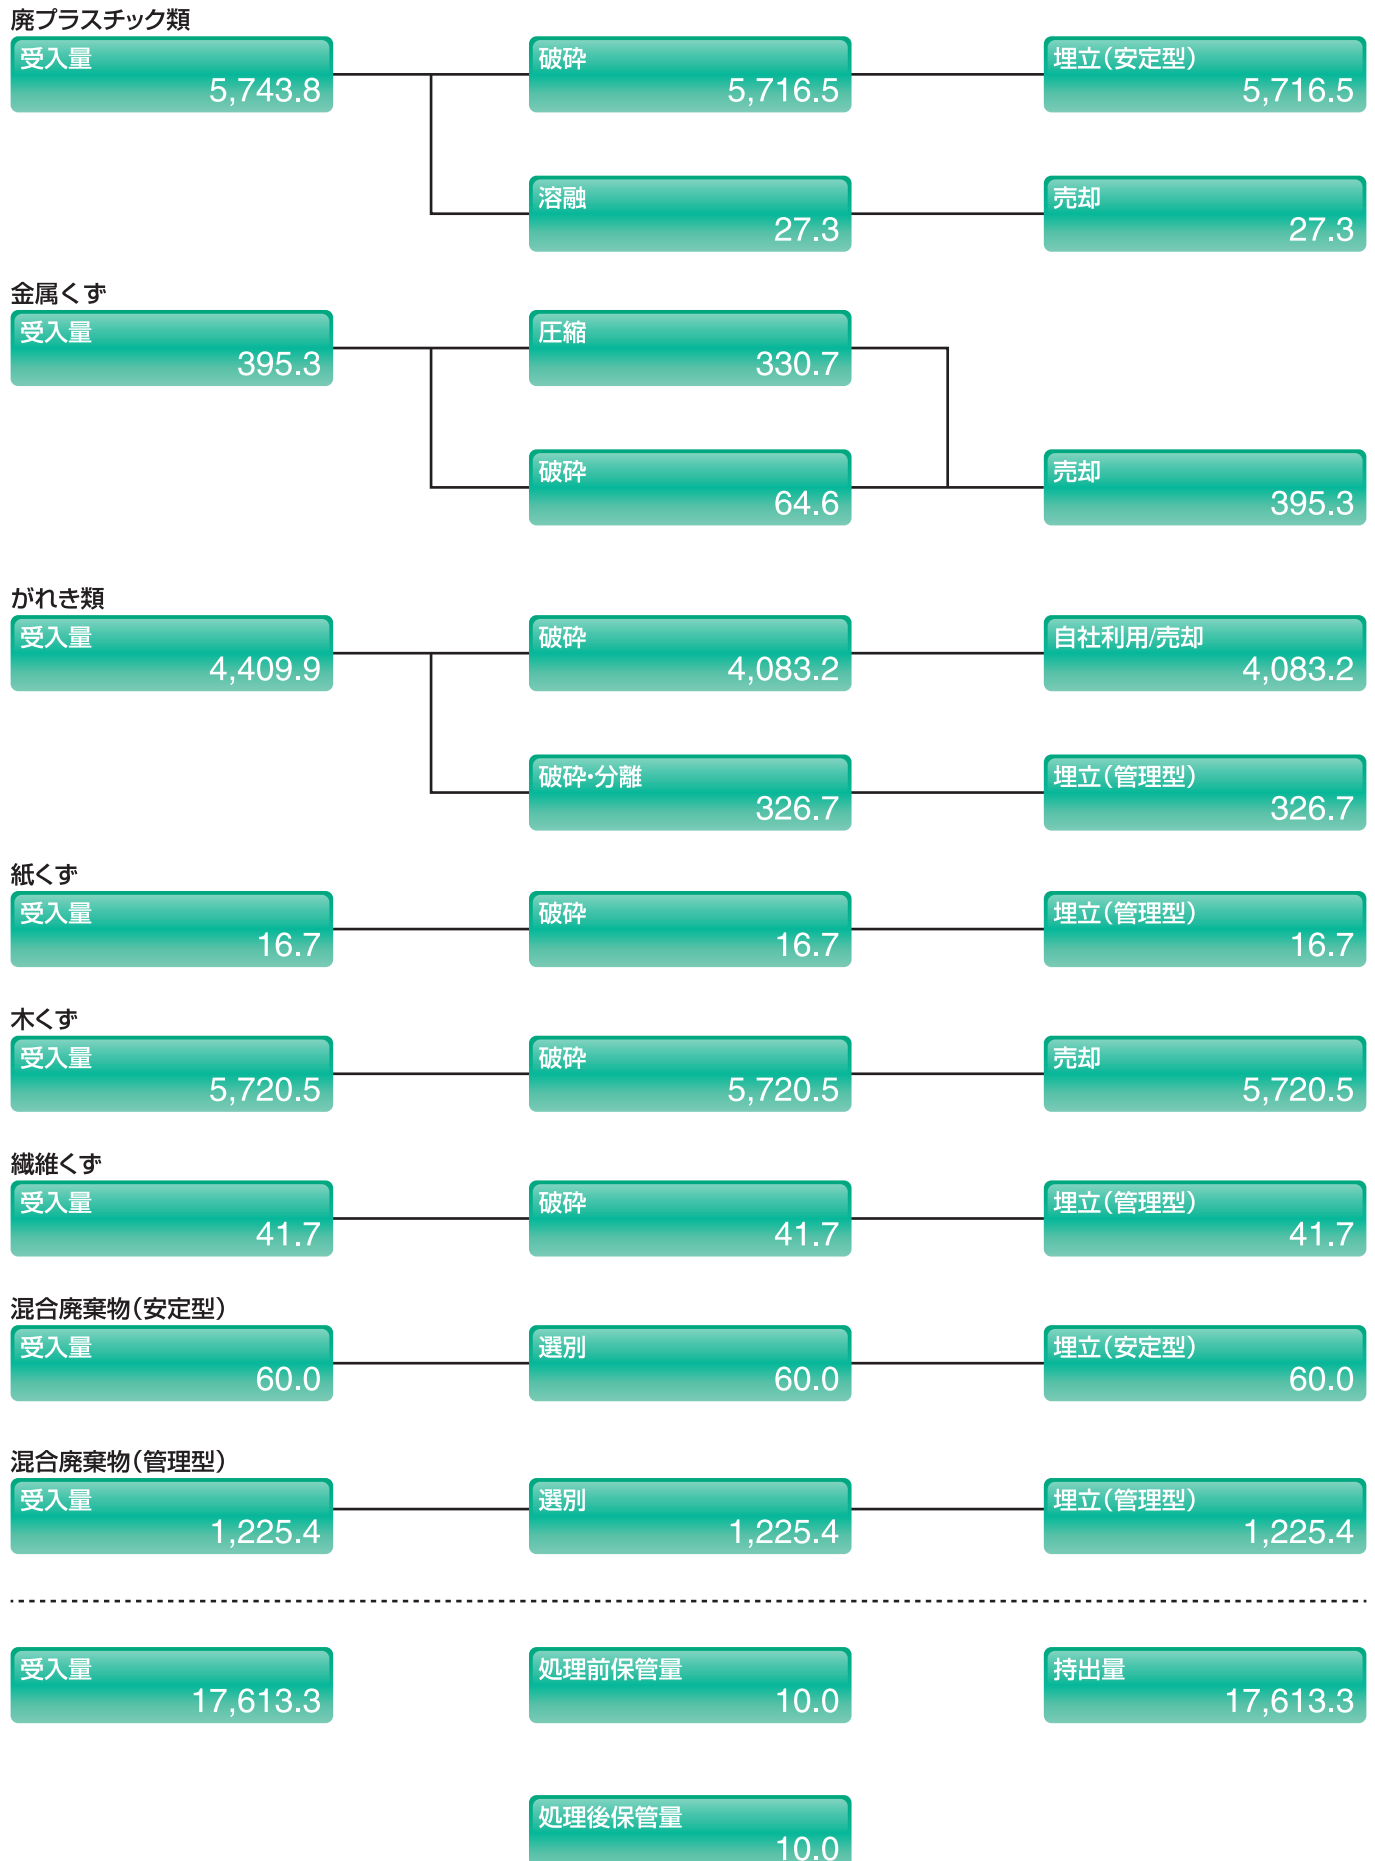 廃プラスチック類
受入量
5,743.8
破砕
5,716.5
埋立(安定型)
5,716.5
溶融
27.3
売却
27.3
金属くず
受入量
395.3
圧縮
330.7
破砕
64.6
売却
395.3
がれき類
受入量
4,409.9
破砕
4,083.2
自社利用/売却
4,083.2
破砕・分離
326.7
埋立(管理型)
326.7
紙くず
受入量
16.7
破砕
16.7
埋立(管理型)
16.7
木くず
受入量
5,720.5
破砕
5,720.5
売却
5,720.5
繊維くず
受入量
41.7
破砕
41.7
埋立(管理型)
41.7
混合廃棄物(安定型)
受入量
60.0
選別
60.0
埋立(安定型)
60.0
混合廃棄物(管理型)
受入量
1,225.4
選別
1,225.4
埋立(管理型)
1,225.4
受入量
17,613.3
処理前保管量
10.0
持出量
17,613.3
処理後保管量
10.0